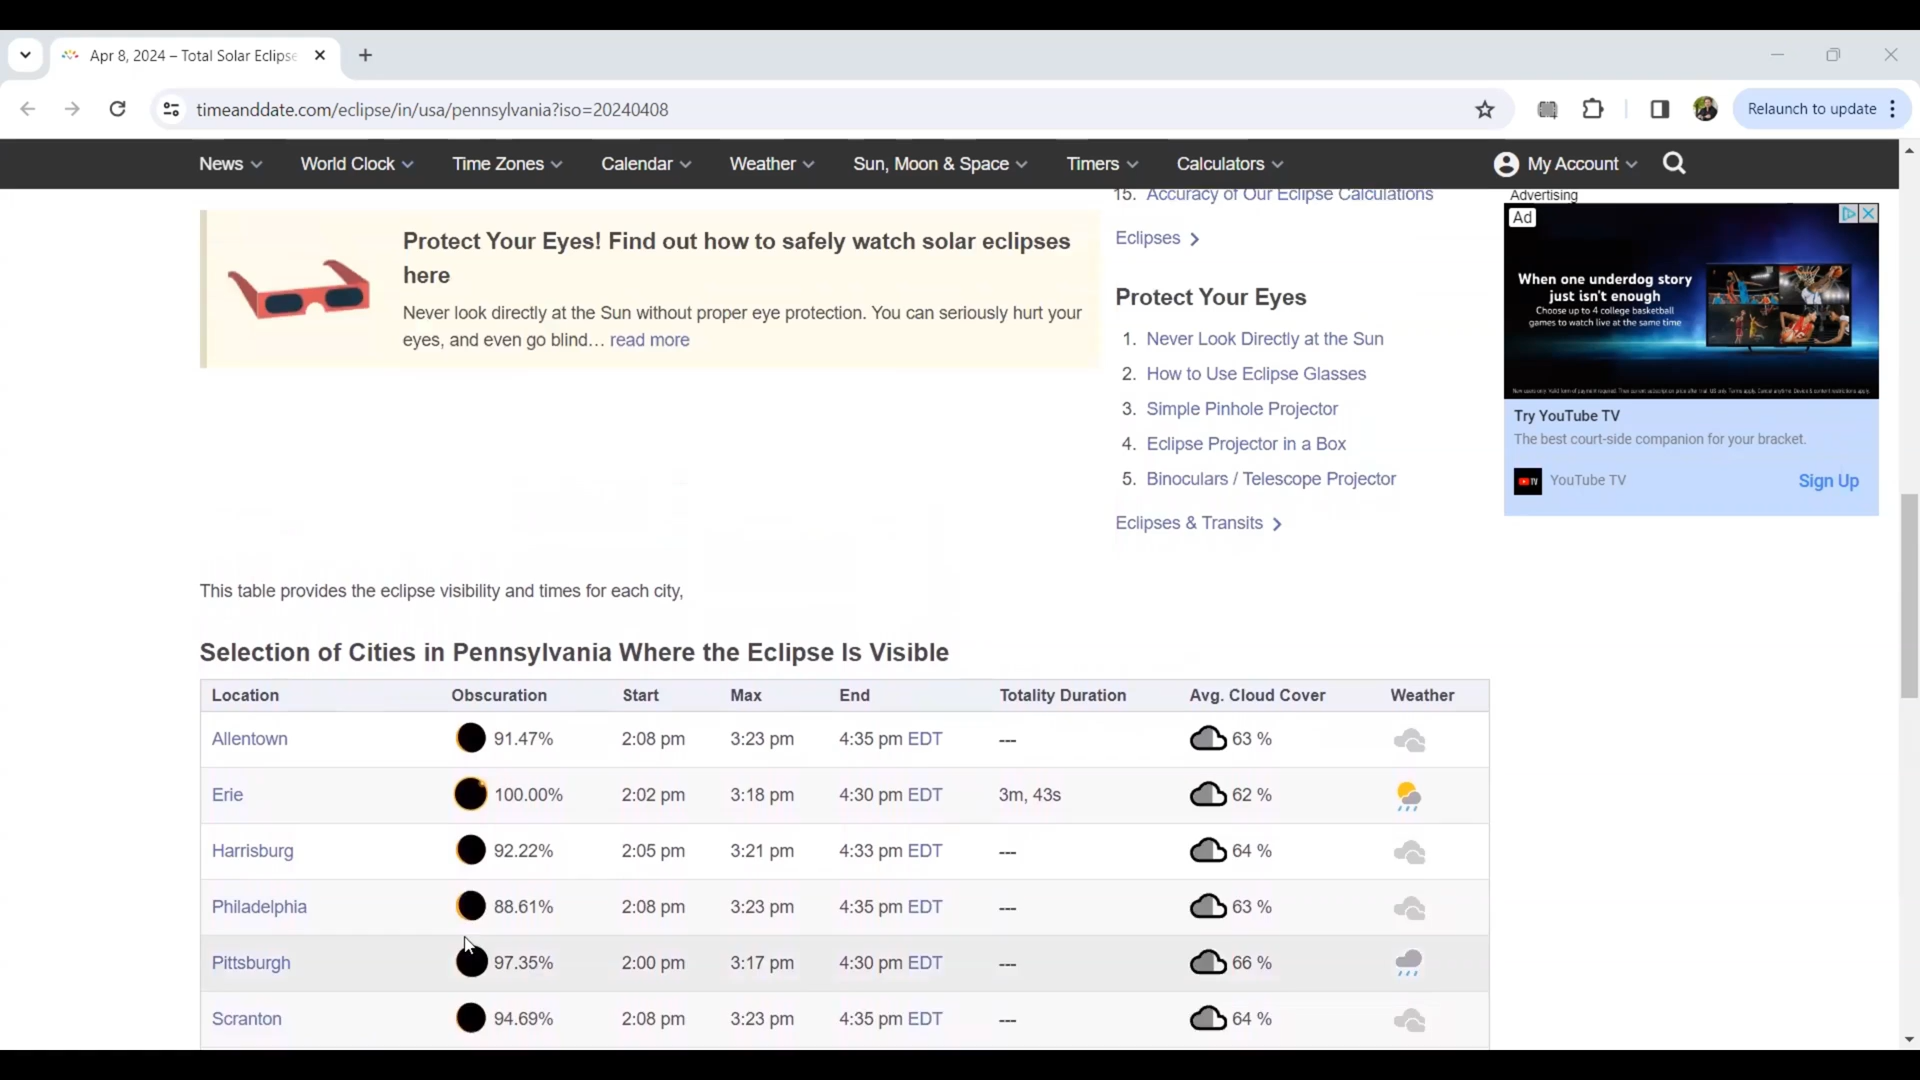 Apr 8, 2024 – Total Solar Eclipse
timeanddate.com/eclipse/in/usa/pennsylvania?iso=20240408
Relaunch to update
News World Clock Time Zones Calendar Weather Sun, Moon & Space Timers Calculators My Account
15. Accuracy of Our Eclipse Calculations
Eclipses
Protect Your Eyes! Find out how to safely watch solar eclipses
here
Never look directly at the Sun without proper eye protection. You can seriously hurt your
eyes, and even go blind… read more
Protect Your Eyes
1. Never Look Directly at the Sun
2. How to Use Eclipse Glasses
3. Simple Pinhole Projector
4. Eclipse Projector in a Box
5. Binoculars / Telescope Projector
Eclipses & Transits
Advertising
Ad
When one underdog story
just isn't enough
Choose up to 4 college basketball
games to watch live at the same time
Try YouTube TV
The best court-side companion for your bracket.
YouTube TV Sign Up
This table provides the eclipse visibility and times for each city,
Selection of Cities in Pennsylvania Where the Eclipse Is Visible
Location Obscuration Start Max End Totality Duration Avg. Cloud Cover Weather
Allentown 91.47% 2:08 pm 3:23 pm 4:35 pm EDT --- 63 %
Erie 100.00% 2:02 pm 3:18 pm 4:30 pm EDT 3m, 43s 62 %
Harrisburg 92.22% 2:05 pm 3:21 pm 4:33 pm EDT --- 64 %
Philadelphia 88.61% 2:08 pm 3:23 pm 4:35 pm EDT --- 63 %
Pittsburgh 97.35% 2:00 pm 3:17 pm 4:30 pm EDT --- 66 %
Scranton 94.69% 2:08 pm 3:23 pm 4:35 pm EDT --- 64 %